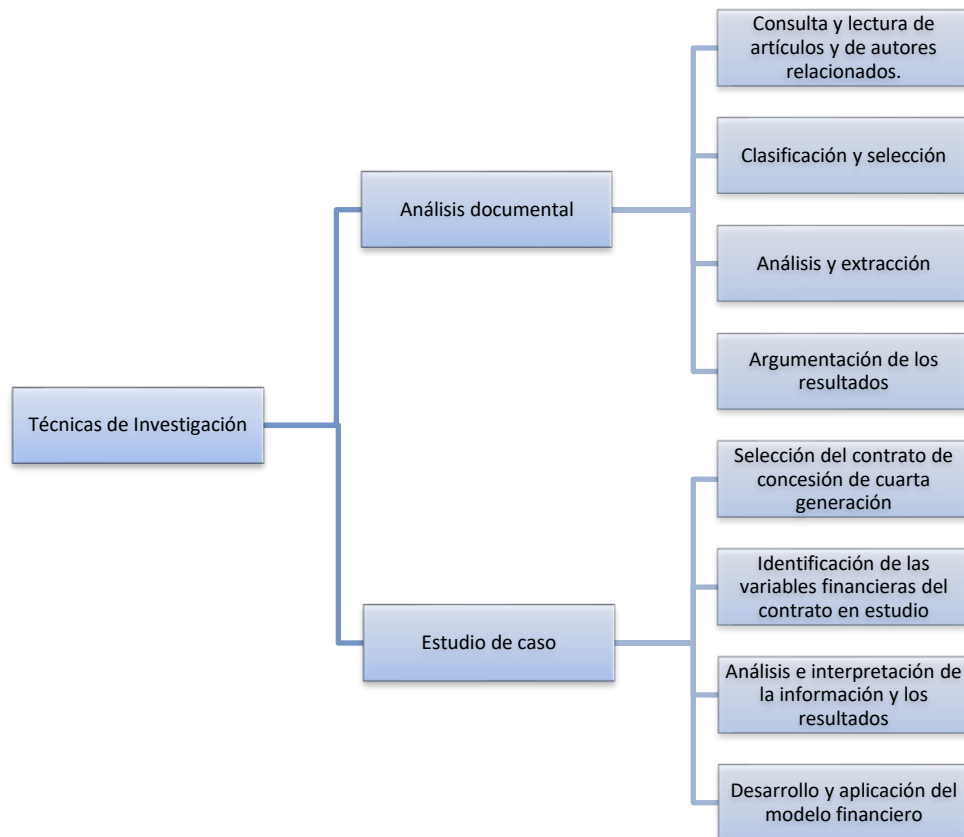 Consulta y lectura de
artículos y de autores
relacionados.
Clasificación y selección
Análisis documental
Análisis y extracción
Argumentación de los
resultados
Técnicas de Investigación
Selección del contrato de
concesión de cuarta
generación
Identificación de las
variables financieras del
contrato en estudio
Estudio de caso
Análisis e interpretación de
la información y los
resultados
Desarrollo y aplicación del
modelo financiero